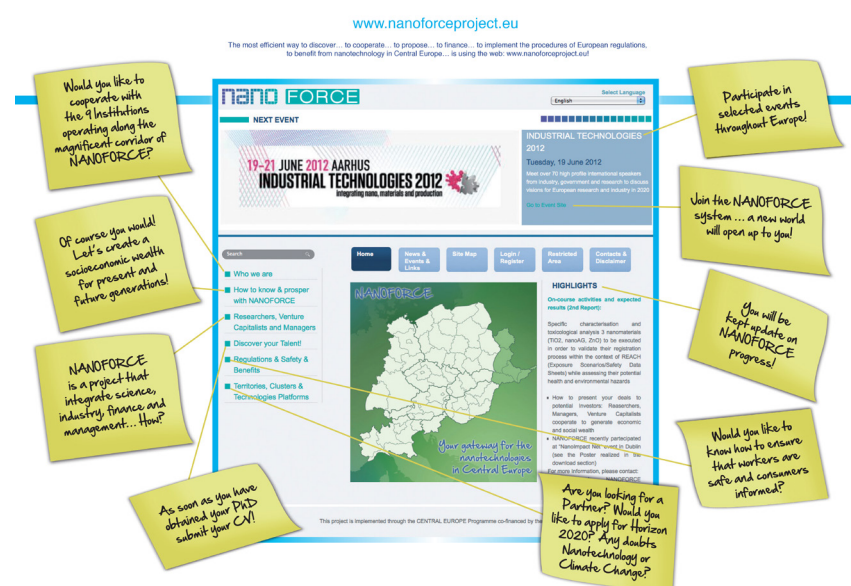 www.nanoforceproject.eu
The most efficient way to discover... to cooperate... to propose... to finance... to implement the procedures of European regulations,
to benefit from nanotechnology in Central Europe... is using the web: www.nanoforceproject.eu!
Would you like to
cooperate with
the 9 Institutions
operating along the
magnificent corridor of
NANOFORCE?
Of course you would!
Let's create a
socioeconomic wealth
for present and
future generations!
NANOFORCE
is a project that
integrate science,
industry, finance and
management... How?
As soon as you have
obtained your PhD
submit your CV!
nano FORCE
Select Language
English
NEXT EVENT
19-21 JUNE 2012 AARHUS
INDUSTRIAL TECHNOLOGIES 2012
integrating nano, materials and production
INDUSTRIAL TECHNOLOGIES
2012
Tuesday, 19 June 2012
Meet over 70 high profile international speakers
from industry, government and research to discuss
visions for European research and industry in 2020
Go to Event Site
Search
Who we are
How to know & prosper
with NANOFORCE
Researchers, Venture
Capitalists and Managers
Discover your Talent!
Regulations & Safety &
Benefits
Territories, Clusters &
Technologies Platforms
Home
News &
Events &
Links
Site Map
Login /
Register
Restricted
Area
Contacts &
Disclaimer
NANOFORCE
Your gateway for the
nanotechnologies
in Central Europe
HIGHLIGHTS
On-course activities and expected
results (2nd Report):
Specific characterisation and
toxicological analysis 3 nanomaterials
(TiO2, nanoAG, ZnO) to be executed
in order to validate their registration
process within the context of REACH
(Exposure Scenarios/Safety Data
Sheets) while assessing their potential
health and environmental hazards
How to present your deals to
potential investors: Reaserchers,
Managers, Venture Capitalists
cooperate to generate economic
and social wealth
NANOFORCE recently partecipated
at "NanoImpact Net" event in Dublin
(see the Poster realized in the
download section)
For more information, please contact:
NANOFORCE
This project is implemented through the CENTRAL EUROPE Programme co-financed by the
Participate in
selected events
throughout Europe!
Join the NANOFORCE
system ... a new world
will open up to you!
You will be
kept update on
NANOFORCE
progress!
Would you like to
know how to ensure
that workers are
safe and consumers
informed?
Are you looking for a
Partner? Would you
like to apply for Horizon
2020? Any doubts
Nanotechnology or
Climate Change?